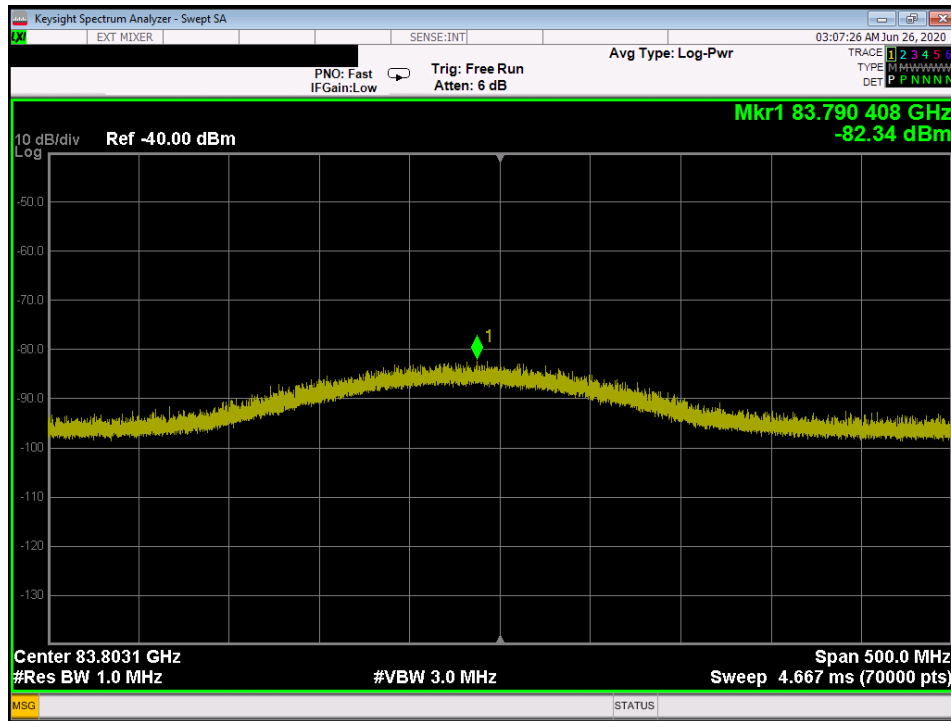 Keysight Spectrum Analyzer - Swept SA
LXI EXT MIXER SENSE:INT 03:07:26 AM Jun 26, 2020
Avg Type: Log-Pwr TRACE 1 2 3 4 5 6
PNO: Fast Trig: Free Run TYPE M M W W W W
IFGain:Low Atten: 6 dB DET P P N N N N
Mkr1 83.790 408 GHz
10 dB/div Ref -40.00 dBm -82.34 dBm
Log
-50.0
-60.0
-70.0
1
-80.0
-90.0
-100
-110
-120
-130
Center 83.8031 GHz Span 500.0 MHz
#Res BW 1.0 MHz #VBW 3.0 MHz Sweep 4.667 ms (70000 pts)
MSG STATUS